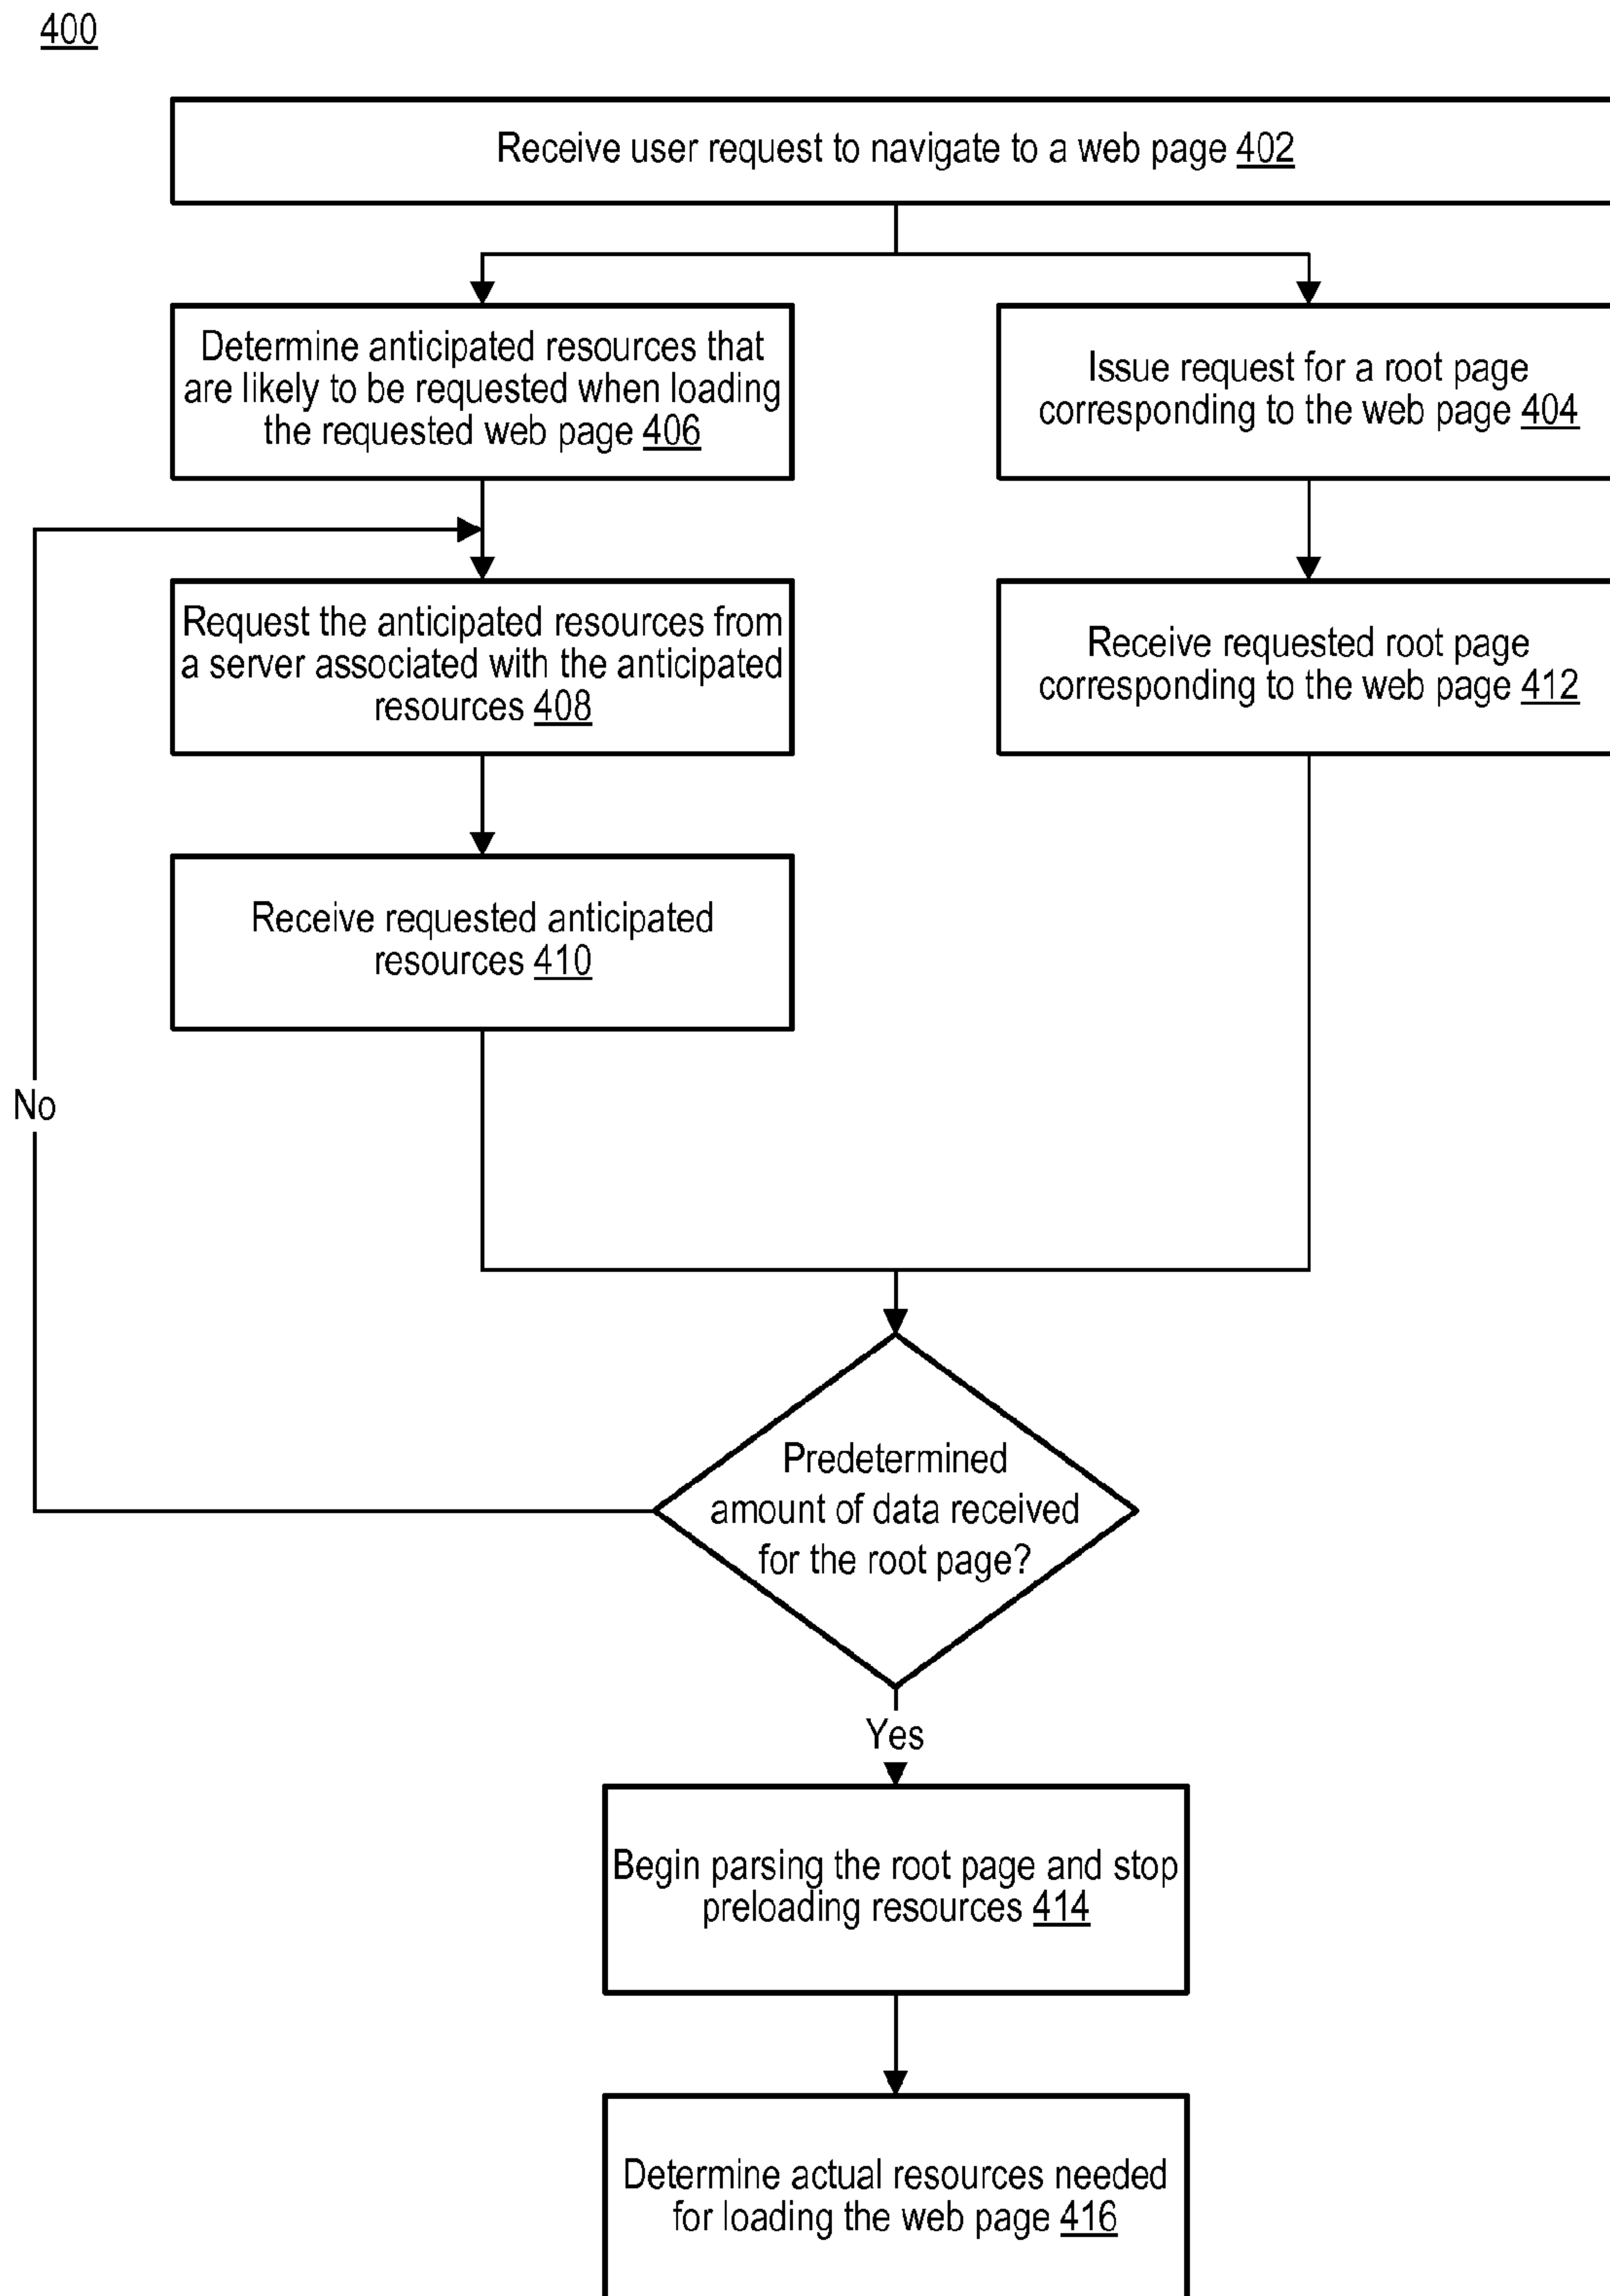 400
Receive user request to navigate to a web page 402
Determine anticipated resources that
are likely to be requested when loading
the requested web page 406
Issue request for a root page
corresponding to the web page 404
Request the anticipated resources from
a server associated with the anticipated
resources 408
Receive requested root page
corresponding to the web page 412
Receive requested anticipated
resources 410
No
Predetermined
amount of data received
for the root page?
Yes
Begin parsing the root page and stop
preloading resources 414
Determine actual resources needed
for loading the web page 416